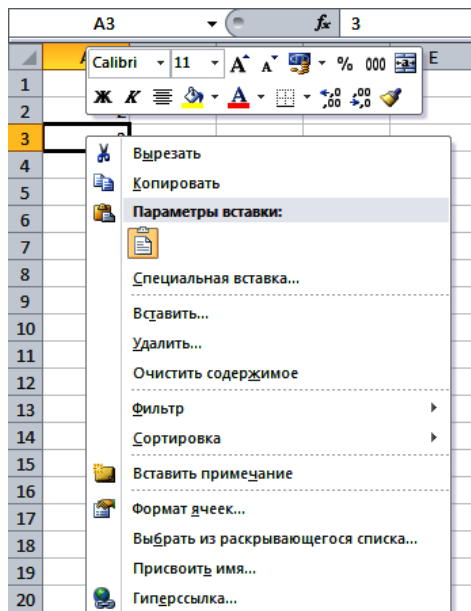 A3 fx 3
Calibri 11 A A % 000
E
Ж К A ,00 ,0
1
2
3
4
5
6
7
8
9
10
11
12
13
14
15
16
17
18
19
20
Вырезать
Копировать
Параметры вставки:
Специальная вставка...
Вставить...
Удалить...
Очистить содержимое
Фильтр
Сортировка
Вставить примечание
Формат ячеек...
Выбрать из раскрывающегося списка...
Присвоить имя...
Гиперссылка...